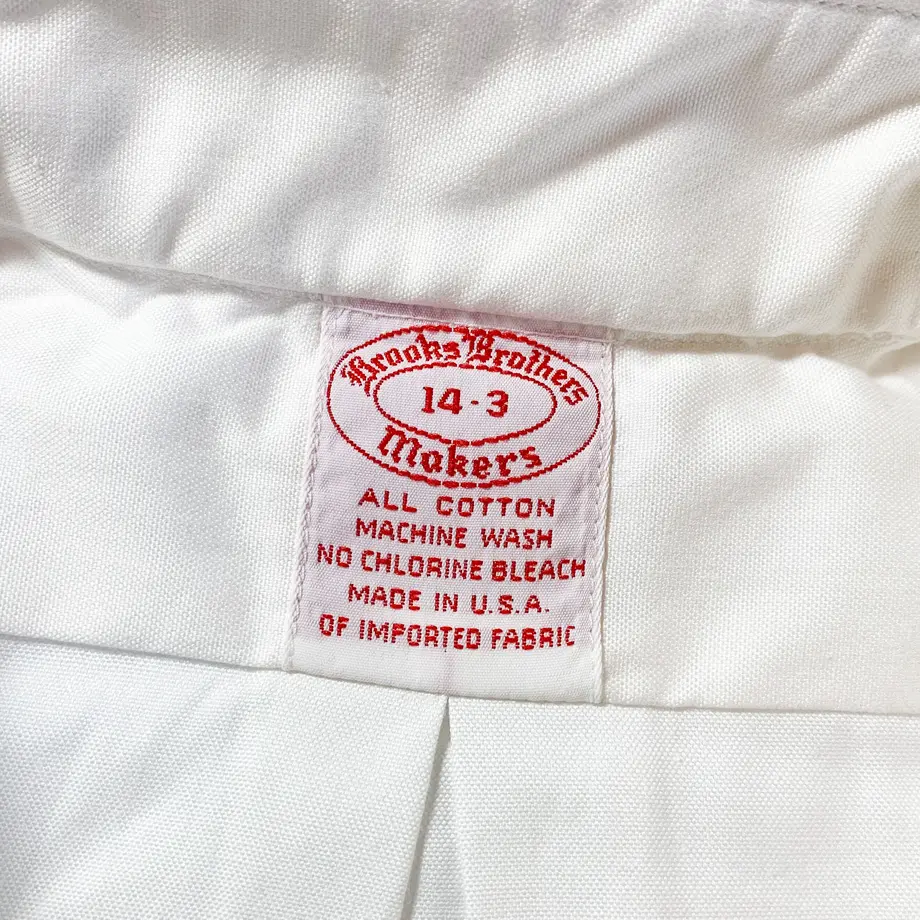 Brooks Brothers
14-3
Makers
ALL COTTON
MACHINE WASH
NO CHLORINE BLEACH
MADE IN U.S.A.
OF IMPORTED FABRIC